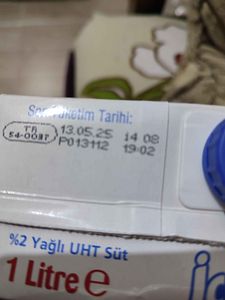 Son Tüketim Tarihi:
TR 13.05.25 14 08
54-0087 P013112 19:02
%2 Yağlı UHT Süt
1 Litre e